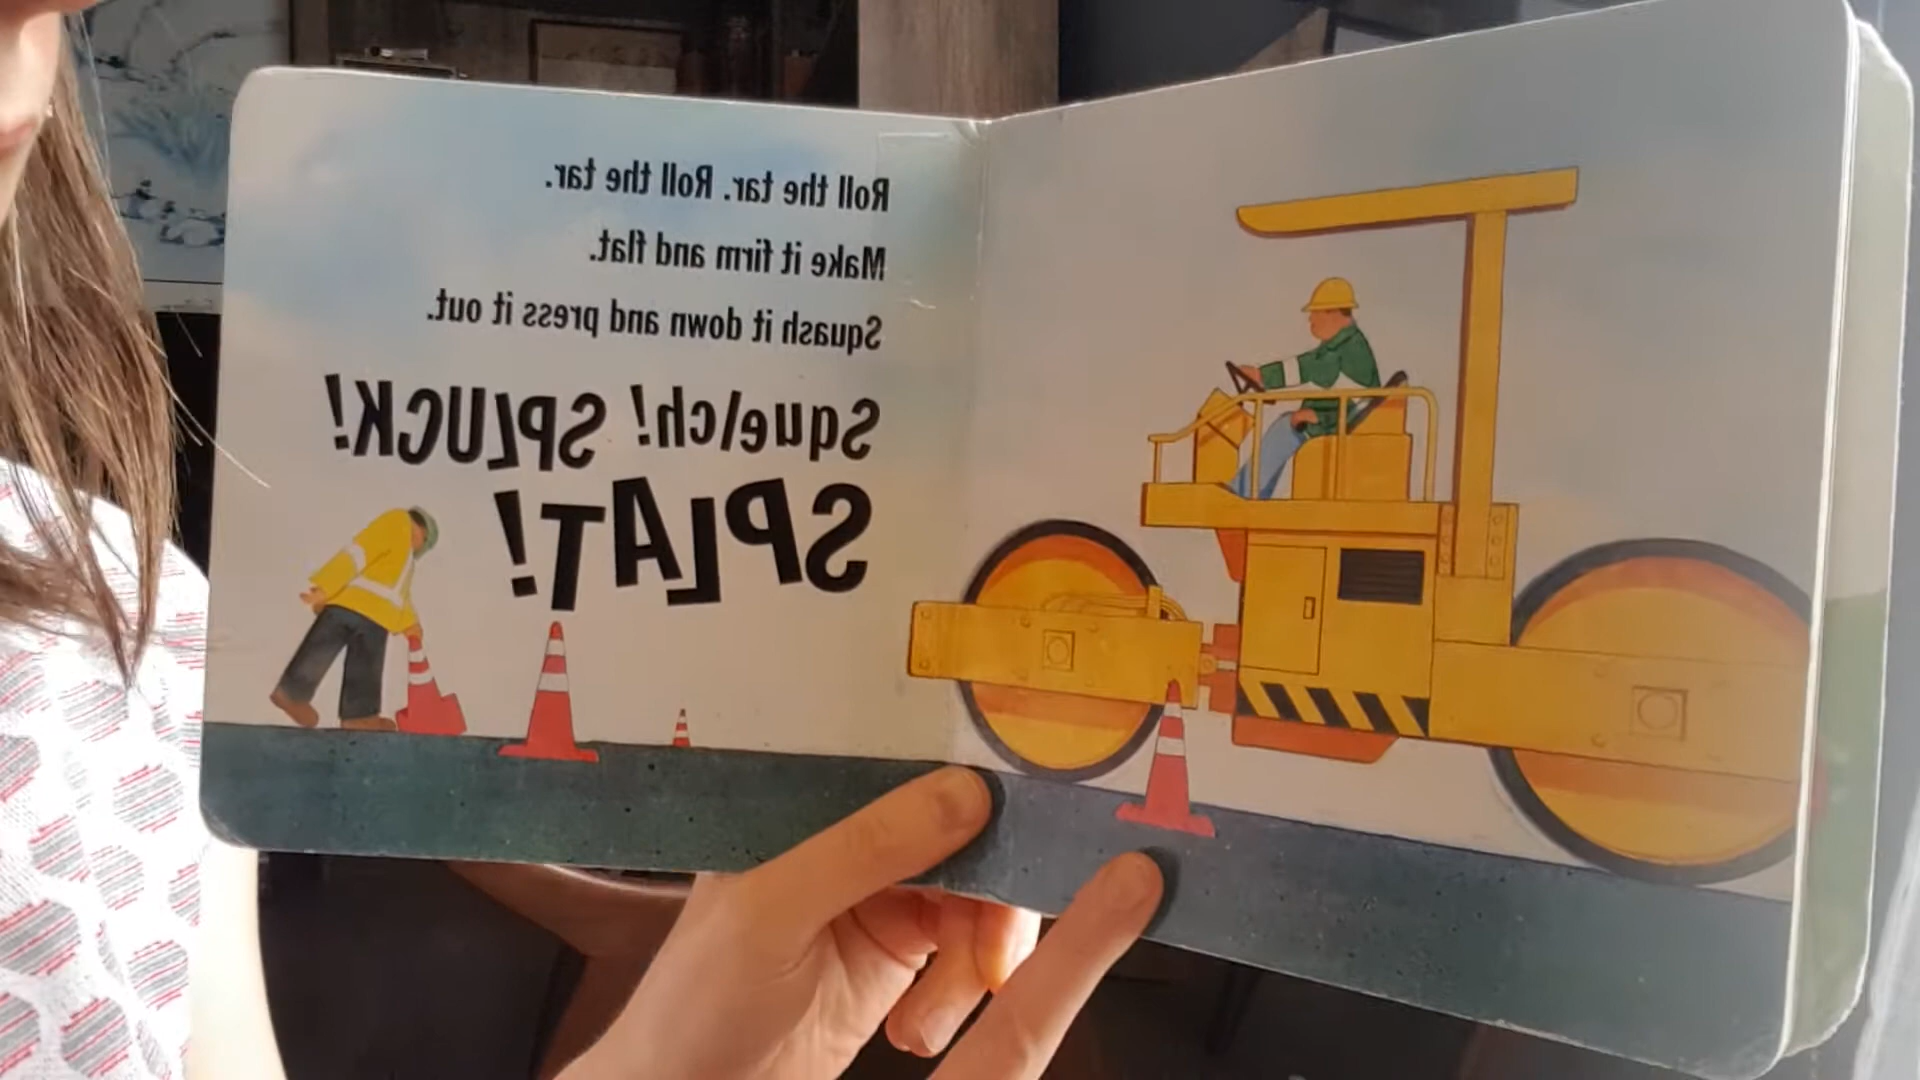 Roll the tar. Roll the tar.
Make it firm and flat.
Squash it down and press it out.
Squelch! SPLUCK!
SPLAT!